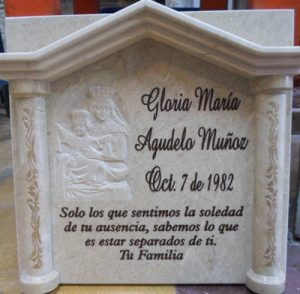 Gloria María
Agudelo Muñoz
Oct. 7 de 1982
Solo los que sentimos la soledad
de tu ausencia, sabemos lo que
es estar separados de ti.
Tu Familia